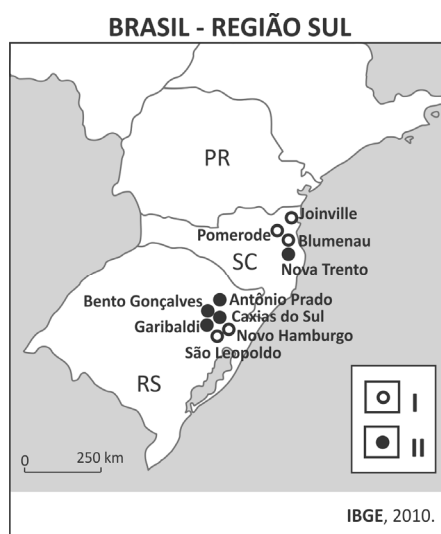 BRASIL - REGIÃO SUL
PR
Joinville
Pomerode
Blumenau
SC
Nova Trento
Bento Gonçalves
Antônio Prado
Caxias do Sul
Garibaldi
Novo Hamburgo
São Leopoldo
RS
I
II
0 250 km
IBGE, 2010.